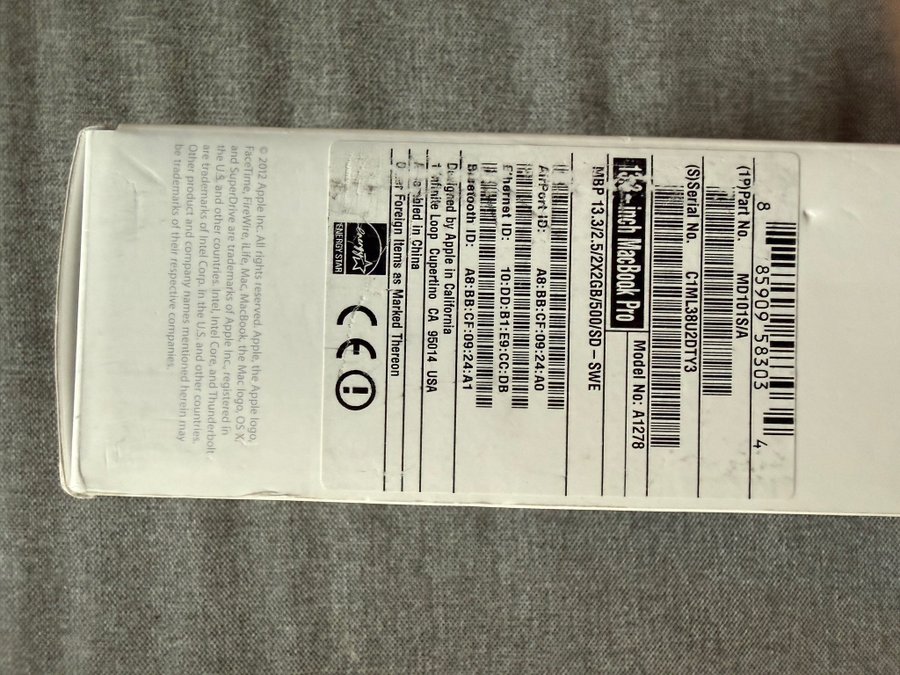 8 85909 58303 4
(1P)Part No. MD101S/A
(S)Serial No. C1ML38U2DTY3
MacBook Pro Model No: A1278
MBP 13.3/2.5/2X2GB/500/SD-SWE
AirPort ID: A8:BB:CF:09:24:A0
Ethernet ID: 10:DD:B1:E9:CC:DB
Bluetooth ID: A8:BB:CF:09:24:A1
Designed by Apple in California
1 Infinite Loop Cupertino CA 95014 USA
Assembled in China
Other Foreign Items as Marked Thereon
energy
ENERGY STAR
CE
© 2012 Apple Inc. All rights reserved. Apple, the Apple logo,
FaceTime, FireWire, iLife, Mac, MacBook, the Mac logo, OS X,
and SuperDrive are trademarks of Apple Inc., registered in
the U.S. and other countries. Intel, Intel Core, and Thunderbolt
are trademarks of Intel Corp. in the U.S. and other countries.
Other product and company names mentioned herein may
be trademarks of their respective companies.